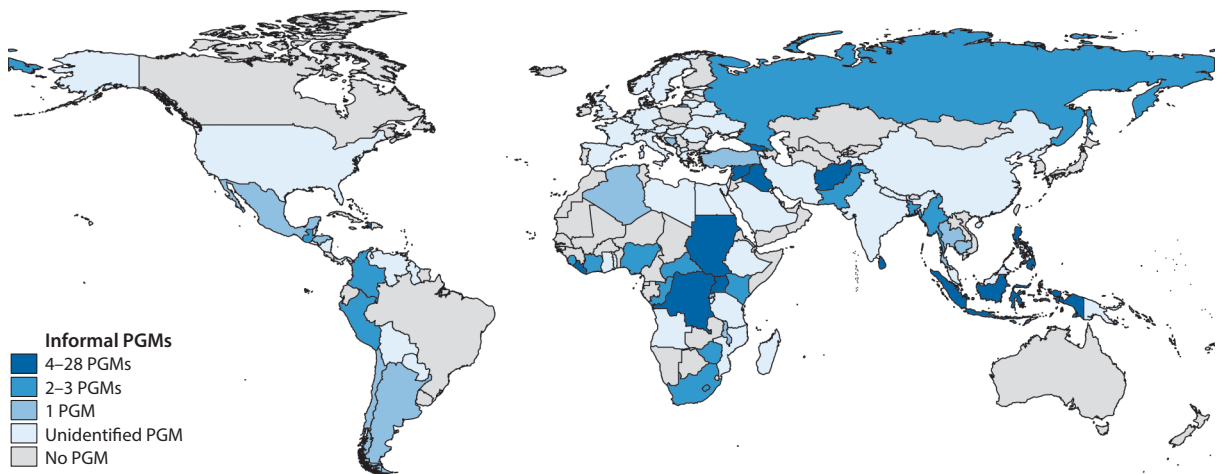 Informal PGMs
4–28 PGMs
2–3 PGMs
1 PGM
Unidentified PGM
No PGM